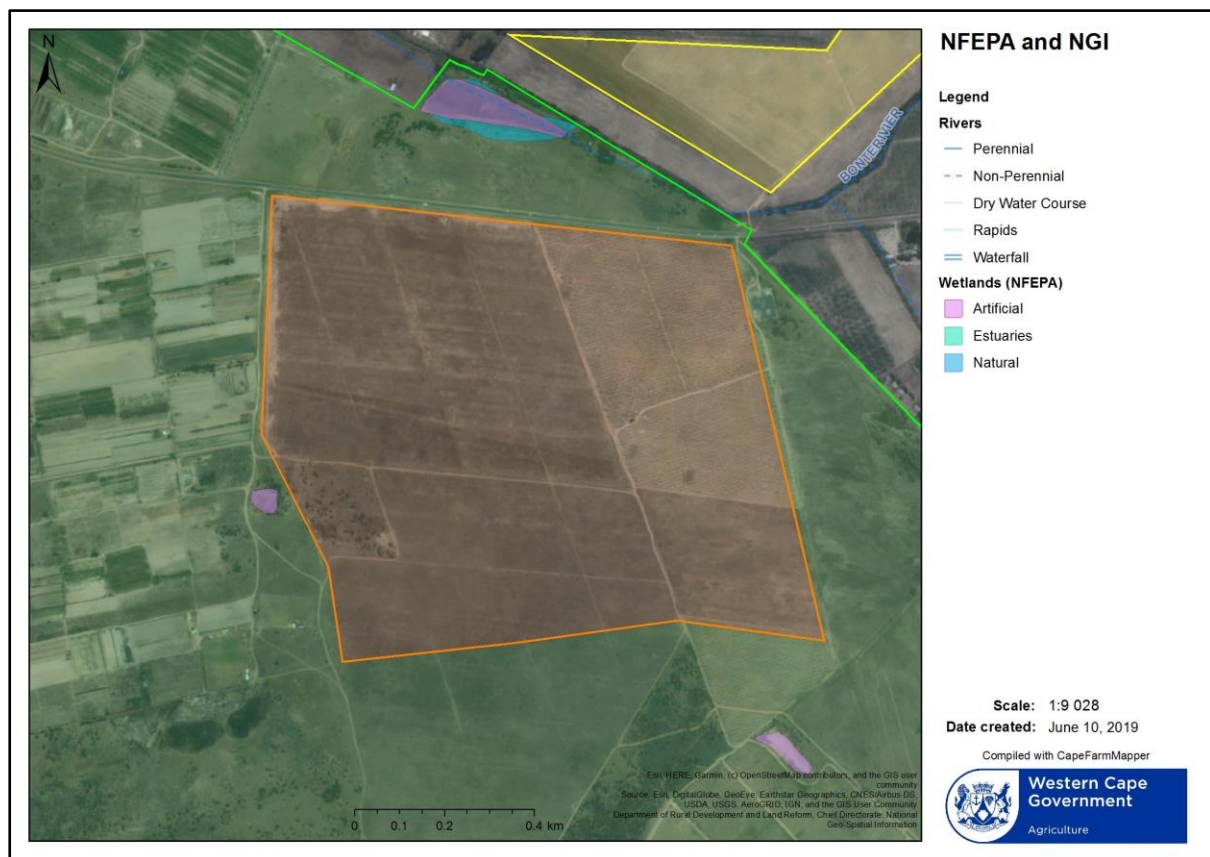 NFEPA and NGI
N
Legend
Rivers
Perennial
Non-Perennial
Dry Water Course
Rapids
Waterfall
Wetlands (NFEPA)
Artificial
Estuaries
Natural
BONTERIVIER
Scale: 1:9 028
Date created: June 10, 2019
Compiled with CapeFarmMapper
Western Cape
Government
Agriculture
Esri, HERE, Garmin, (c) OpenStreetMap contributors, and the GIS user
community
Source: Esri, DigitalGlobe, GeoEye, Earthstar Geographics, CNES/Airbus DS,
USDA, USGS, AeroGRID, IGN, and the GIS User Community
Department of Rural Development and Land Reform, Chief Directorate: National
Geo-Spatial Information
0 0.1 0.2 0.4 km